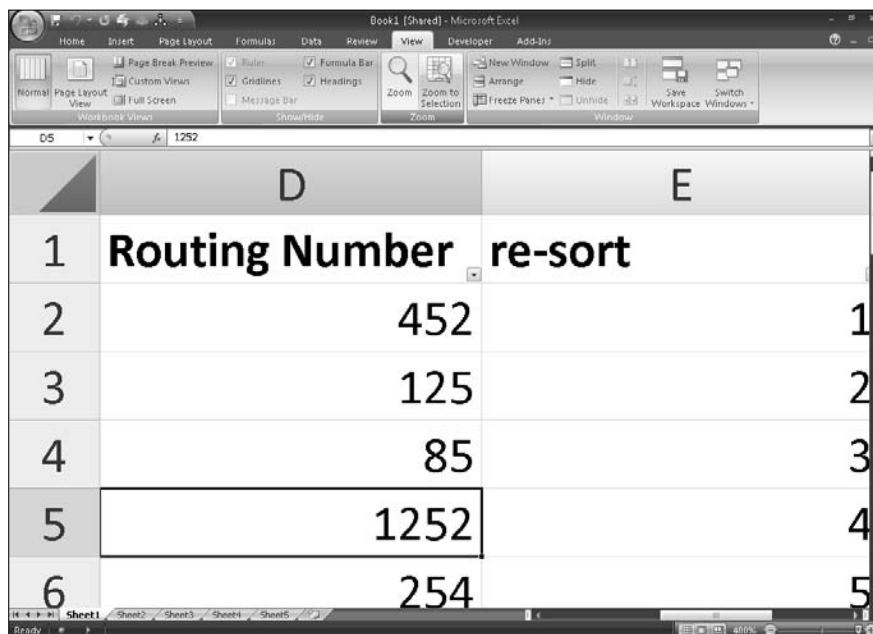 Book1 [Shared] - Microsoft Excel
Home Insert Page Layout Formulas Data Review View Developer Add-Ins
Page Break Preview Ruler Formula Bar New Window Split
Custom Views Gridlines Headings Arrange Hide
Normal Page Layout View Full Screen Message Bar Zoom Zoom to Selection Freeze Panes Unhide Save Workspace Switch Windows
Workbook Views Show/Hide Zoom Window
D5 fx 1252
D E
1 Routing Number re-sort
2 452 1
3 125 2
4 85 3
5 1252 4
6 254 5
Sheet1 Sheet2 Sheet3 Sheet4 Sheet5
Ready 400%